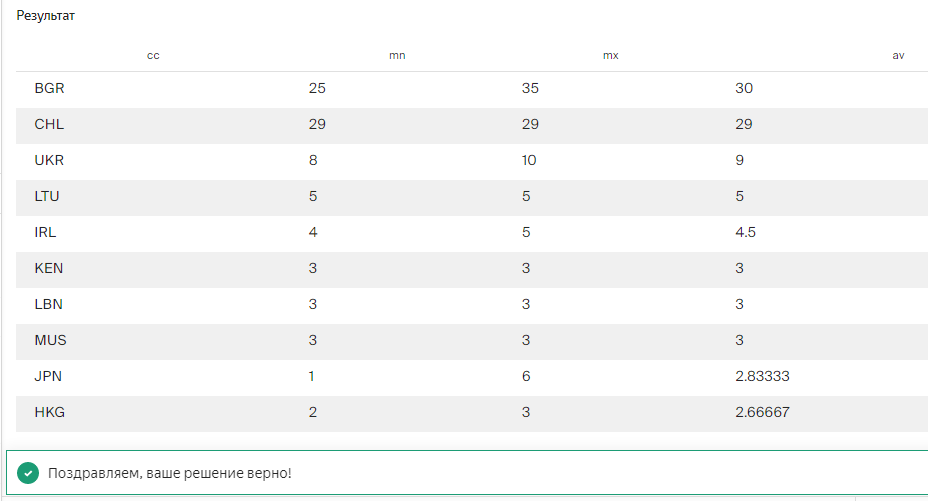 Результат
cc mn mx av
BGR 25 35 30
CHL 29 29 29
UKR 8 10 9
LTU 5 5 5
IRL 4 5 4.5
KEN 3 3 3
LBN 3 3 3
MUS 3 3 3
JPN 1 6 2.83333
HKG 2 3 2.66667
Поздравляем, ваше решение верно!